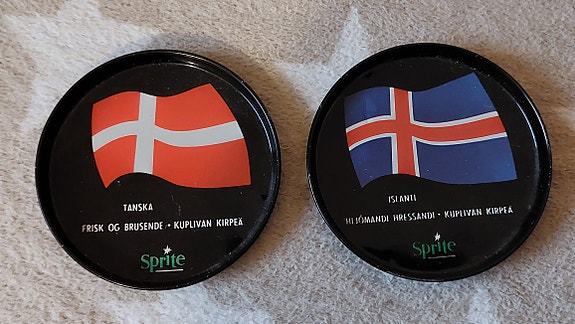 TANSKA
FRISK OG BRUSENDE • KUPLIVAN KIRPEÄ
Sprite
ISLANTI
HLJÓMANDI HRESSANDI • KUPLIVAN KIRPEÄ
Sprite